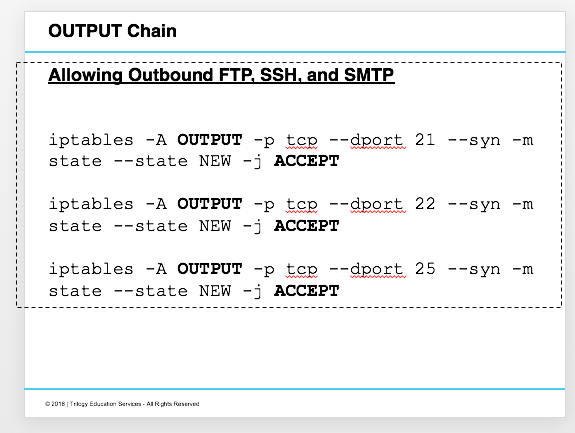 OUTPUT Chain
Allowing Outbound FTP, SSH, and SMTP
iptables -A OUTPUT -p tcp --dport 21 --syn -m
state --state NEW -j ACCEPT
iptables -A OUTPUT -p tcp --dport 22 --syn -m
state --state NEW -j ACCEPT
iptables -A OUTPUT -p tcp --dport 25 --syn -m
state --state NEW -j ACCEPT
© 2018 | Trilogy Education Services - All Rights Reserved